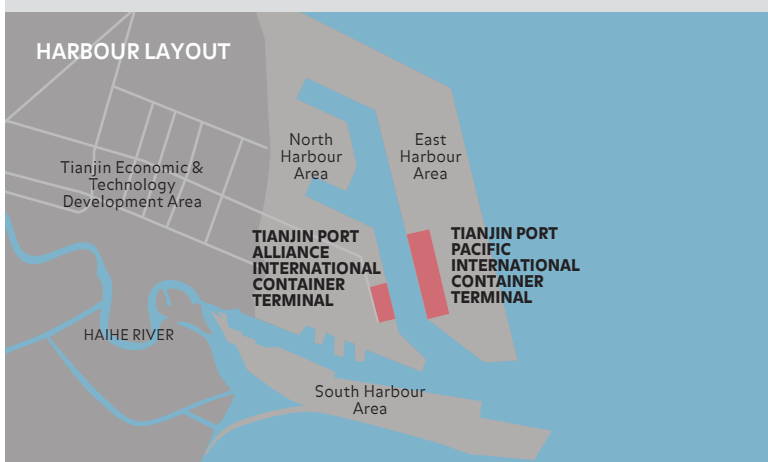 HARBOUR LAYOUT
North
Harbour
Area
East
Harbour
Area
Tianjin Economic &
Technology
Development Area
TIANJIN PORT
ALLIANCE
INTERNATIONAL
CONTAINER
TERMINAL
TIANJIN PORT
PACIFIC
INTERNATIONAL
CONTAINER
TERMINAL
HAIHE RIVER
South Harbour
Area